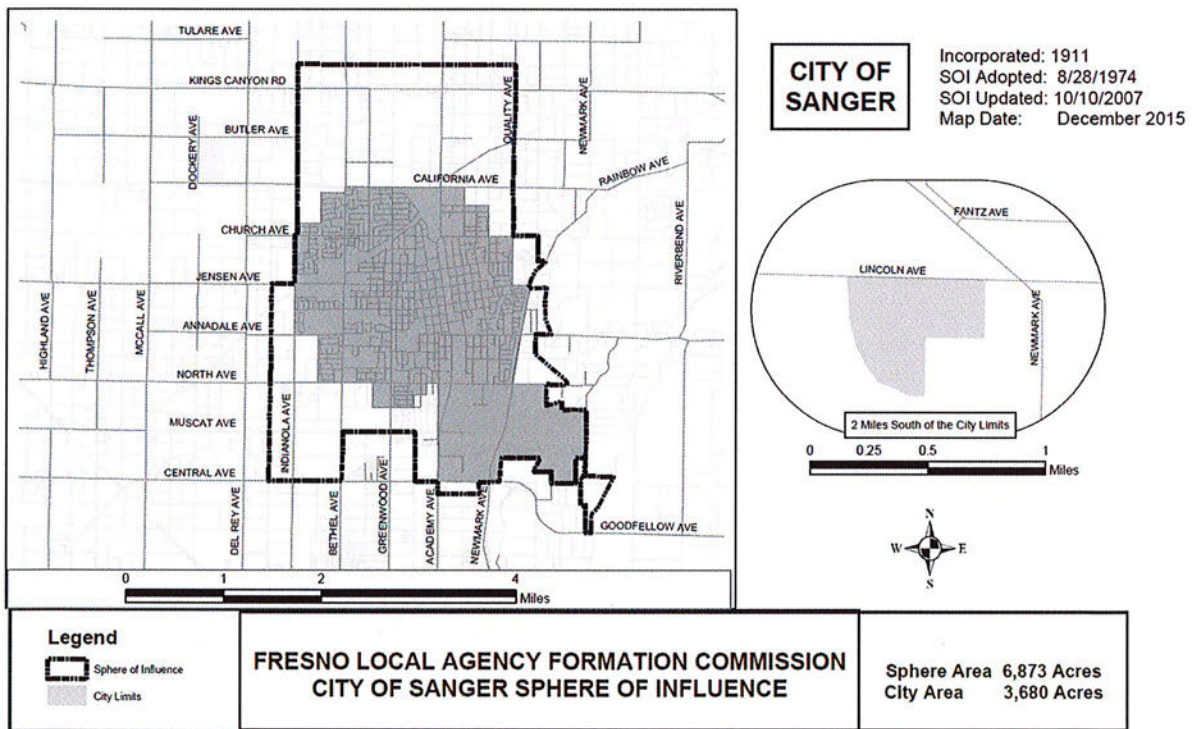 TULARE AVE
KINGS CANYON RD
QUALITY AVE
NEWMARK AVE
BUTLER AVE
DOCKERY AVE
CALIFORNIA AVE
RAINBOW AVE
CHURCH AVE
RIVERBEND AVE
JENSEN AVE
HIGHLAND AVE
THOMPSON AVE
MCCALL AVE
ANNADALE AVE
NORTH AVE
MUSCAT AVE
INDIANOLA AVE
CENTRAL AVE
DEL REY AVE
BETHEL AVE
GREENWOOD AVE
ACADEMY AVE
NEWMARK AVE
GOODFELLOW AVE
0 1 2 4
Miles
CITY OF
SANGER
Incorporated: 1911
SOI Adopted: 8/28/1974
SOI Updated: 10/10/2007
Map Date: December 2015
FANTZ AVE
LINCOLN AVE
NEWMARK AVE
2 Miles South of the City Limits
0 0.25 0.5 1
Miles
N
W E
S
Legend
Sphere of Influence
City Limits
FRESNO LOCAL AGENCY FORMATION COMMISSION
CITY OF SANGER SPHERE OF INFLUENCE
Sphere Area 6,873 Acres
City Area 3,680 Acres